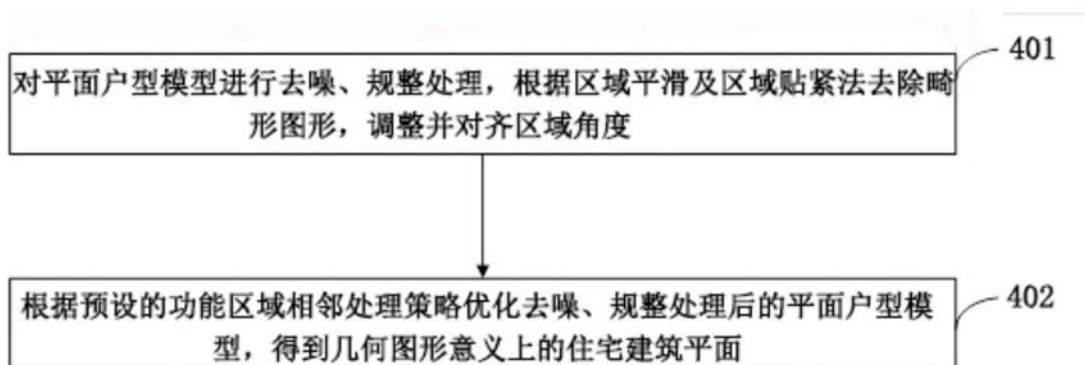 401
对平面户型模型进行去噪、规整处理，根据区域平滑及区域贴紧法去除畸
形图形，调整并对齐区域角度
402
根据预设的功能区域相邻处理策略优化去噪、规整处理后的平面户型模
型，得到几何图形意义上的住宅建筑平面